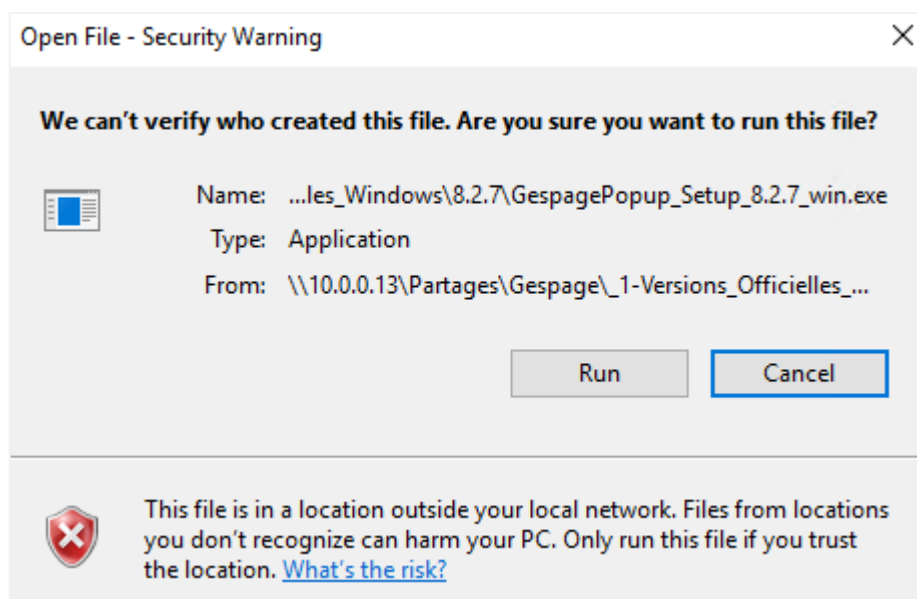 Open File - Security Warning
We can't verify who created this file. Are you sure you want to run this file?
Name: ...les_Windows\8.2.7\GespagePopup_Setup_8.2.7_win.exe
Type: Application
From: \\10.0.0.13\Partages\Gespage\_1-Versions_Officielles_...
Run Cancel
This file is in a location outside your local network. Files from locations
you don't recognize can harm your PC. Only run this file if you trust
the location. What's the risk?